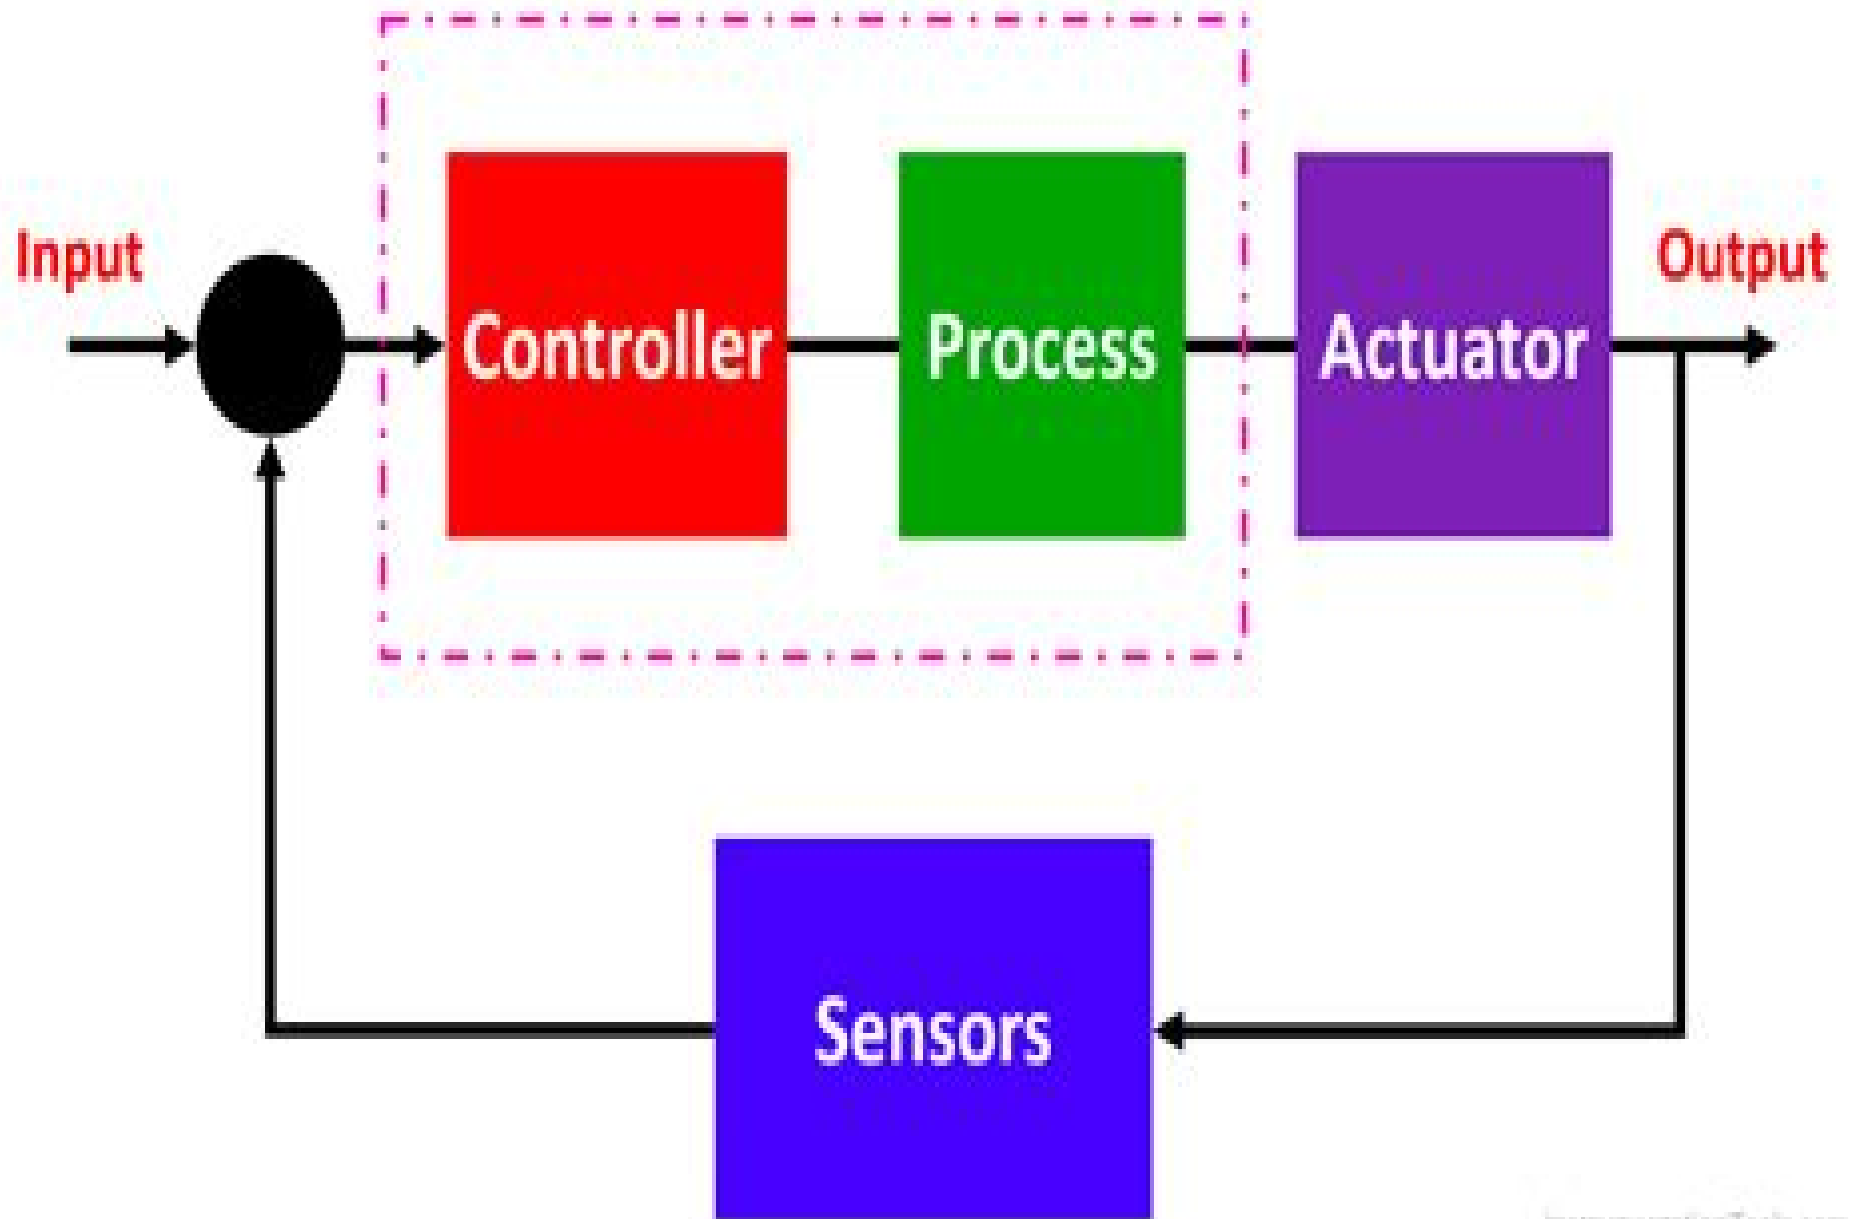 Input
Controller
Process
Actuator
Output
Sensors